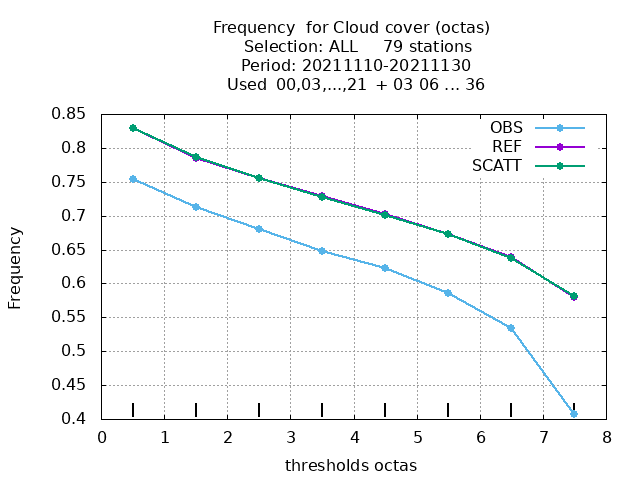 Frequency  for Cloud cover (octas)
Selection: ALL     79 stations
Period: 20211110-20211130
Used  00,03,...,21  + 03 06 ... 36
OBS
REF
SCATT
0.85
0.8
0.75
0.7
0.65
0.6
0.55
0.5
0.45
0.4
Frequency
0 1 2 3 4 5 6 7 8
thresholds octas